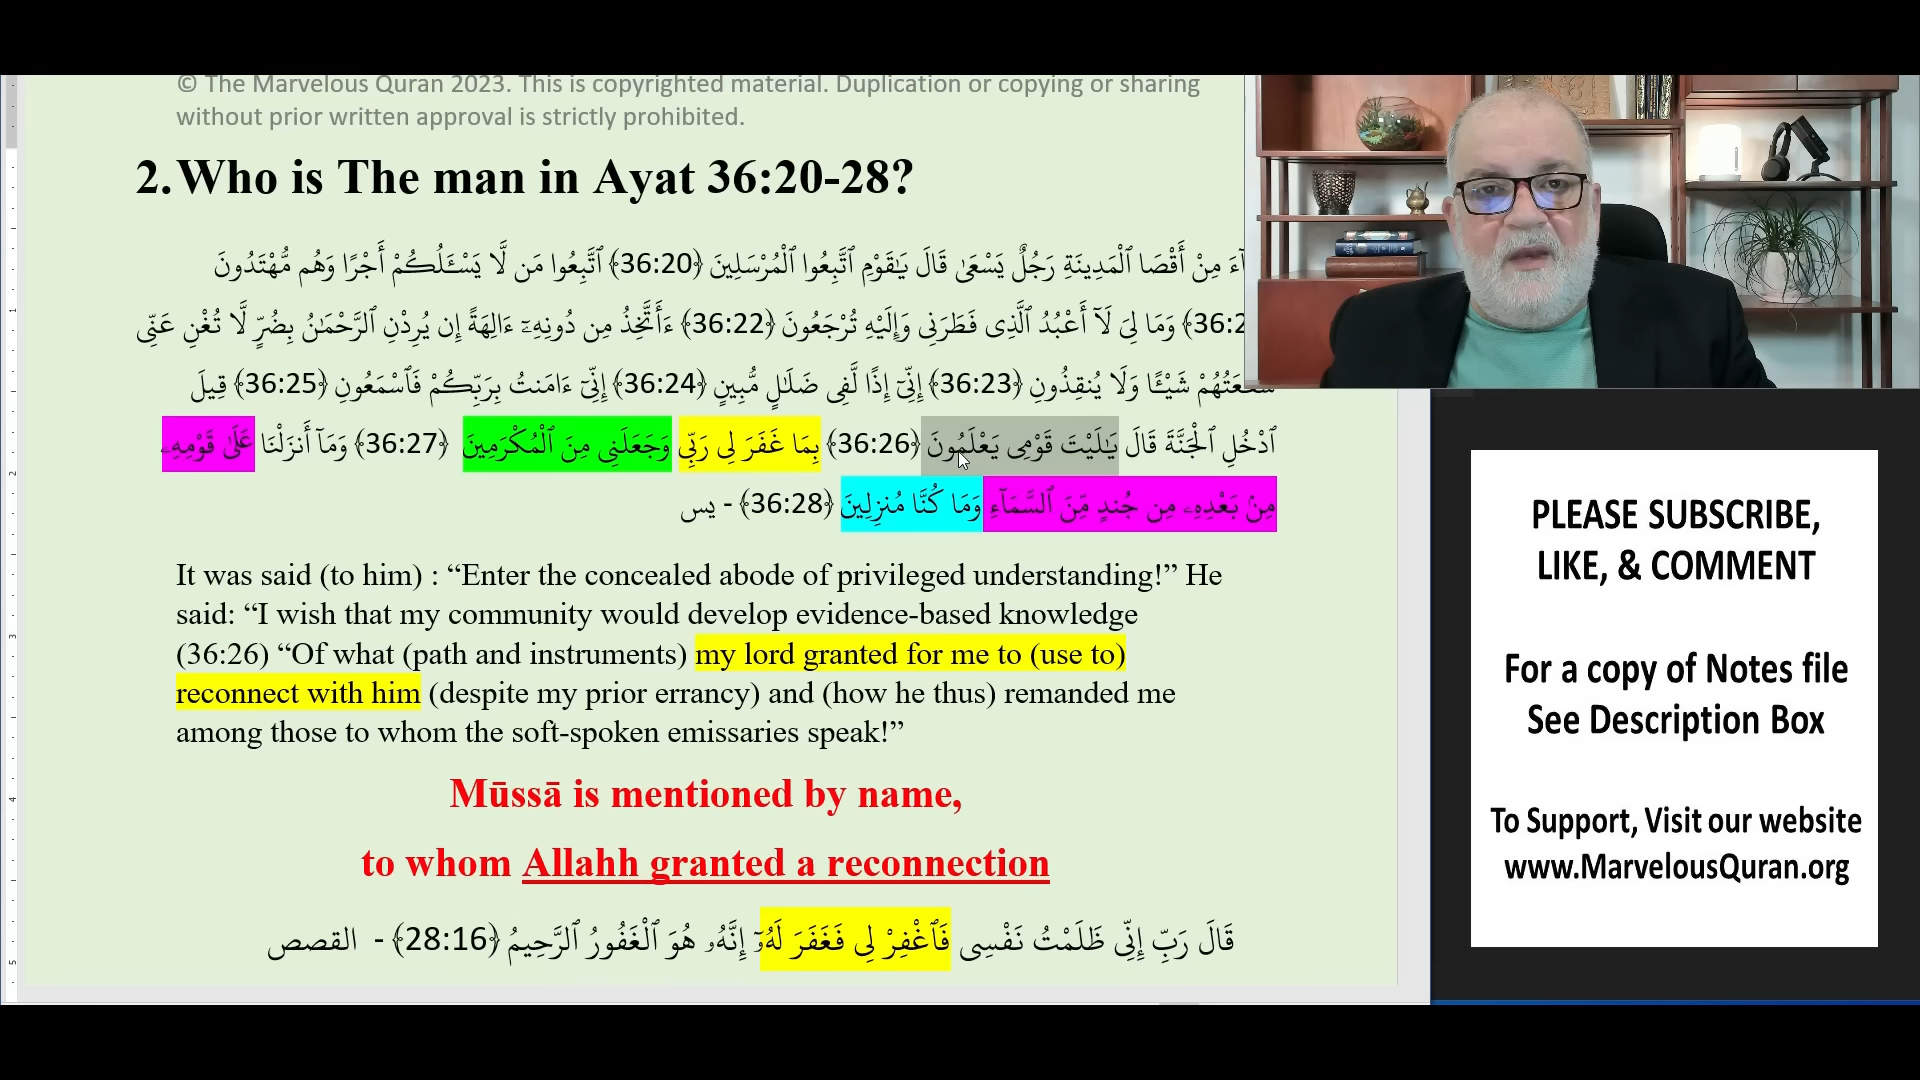 © The Marvelous Quran 2023. This is copyrighted material. Duplication or copying or sharing
without prior written approval is strictly prohibited.
2. Who is The man in Ayat 36:20-28?
مِنْ أَقْصَا ٱلْمَدِينَةِ رَجُلٌ يَسْعَىٰ قَالَ يَـٰقَوْمِ ٱتَّبِعُوا ٱلْمُرْسَلِينَ ﴿36:20﴾ ٱتَّبِعُوا مَن لَّا يَسْـَٔلُكُمْ أَجْرًا وَهُم مُّهْتَدُونَ
وَمَا لِىَ لَآ أَعْبُدُ ٱلَّذِى فَطَرَنِى وَإِلَيْهِ تُرْجَعُونَ ﴿36:22﴾ ءَأَتَّخِذُ مِن دُونِهِۦٓ ءَالِهَةً إِن يُرِدْنِ ٱلرَّحْمَـٰنُ بِضُرٍّ لَّا تُغْنِ عَنِّى
شَيْـًٔا وَلَا يُنقِذُونِ ﴿36:23﴾ إِنِّىٓ إِذًا لَّفِى ضَلَـٰلٍ مُّبِينٍ ﴿36:24﴾ إِنِّىٓ ءَامَنتُ بِرَبِّكُمْ فَٱسْمَعُونِ ﴿36:25﴾ قِيلَ
ٱدْخُلِ ٱلْجَنَّةَ قَالَ يَـٰلَيْتَ قَوْمِى يَعْلَمُونَ ﴿36:26﴾ بِمَا غَفَرَ لِى رَبِّى وَجَعَلَنِى مِنَ ٱلْمُكْرَمِينَ ﴿36:27﴾ وَمَآ أَنزَلْنَا عَلَىٰ قَوْمِهِۦ
مِنۢ بَعْدِهِۦ مِن جُندٍ مِّنَ ٱلسَّمَآءِ وَمَا كُنَّا مُنزِلِينَ ﴿36:28﴾ - يس
It was said (to him) : “Enter the concealed abode of privileged understanding!” He
said: “I wish that my community would develop evidence-based knowledge
(36:26) “Of what (path and instruments) my lord granted for me to (use to)
reconnect with him (despite my prior errancy) and (how he thus) remanded me
among those to whom the soft-spoken emissaries speak!”
Mūssā is mentioned by name,
to whom Allahh granted a reconnection
قَالَ رَبِّ إِنِّى ظَلَمْتُ نَفْسِى فَٱغْفِرْ لِى فَغَفَرَ لَهُۥٓ إِنَّهُۥ هُوَ ٱلْغَفُورُ ٱلرَّحِيمُ ﴿28:16﴾ - القصص
PLEASE SUBSCRIBE,
LIKE, & COMMENT
For a copy of Notes file
See Description Box
To Support, Visit our website
www.MarvelousQuran.org